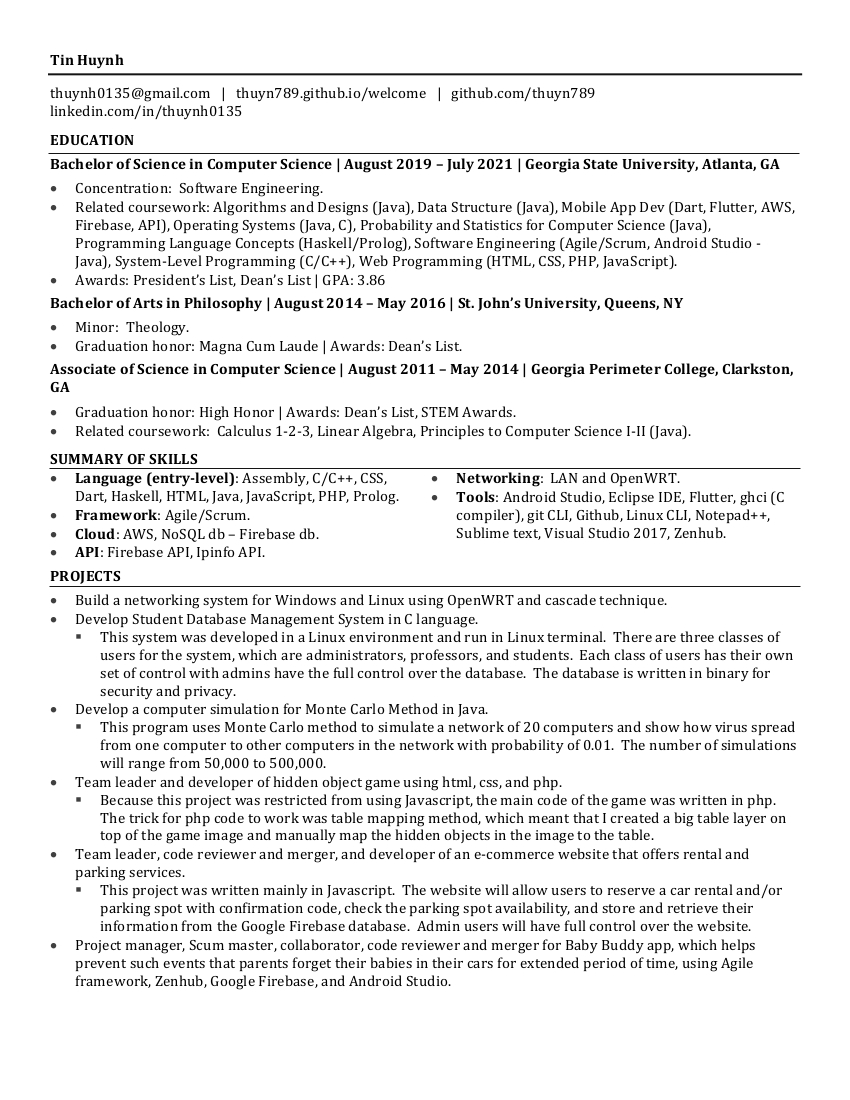 Tin Huynh
thuynh0135@gmail.com | thuyn789.github.io/welcome | github.com/thuyn789
linkedin.com/in/thuynh0135
EDUCATION
Bachelor of Science in Computer Science | August 2019 – July 2021 | Georgia State University, Atlanta, GA
• Concentration: Software Engineering.
• Related coursework: Algorithms and Designs (Java), Data Structure (Java), Mobile App Dev (Dart, Flutter, AWS,
Firebase, API), Operating Systems (Java, C), Probability and Statistics for Computer Science (Java),
Programming Language Concepts (Haskell/Prolog), Software Engineering (Agile/Scrum, Android Studio -
Java), System-Level Programming (C/C++), Web Programming (HTML, CSS, PHP, JavaScript).
• Awards: President’s List, Dean’s List | GPA: 3.86
Bachelor of Arts in Philosophy | August 2014 – May 2016 | St. John’s University, Queens, NY
• Minor: Theology.
• Graduation honor: Magna Cum Laude | Awards: Dean’s List.
Associate of Science in Computer Science | August 2011 – May 2014 | Georgia Perimeter College, Clarkston,
GA
• Graduation honor: High Honor | Awards: Dean’s List, STEM Awards.
• Related coursework: Calculus 1-2-3, Linear Algebra, Principles to Computer Science I-II (Java).
SUMMARY OF SKILLS
• Language (entry-level): Assembly, C/C++, CSS,
Dart, Haskell, HTML, Java, JavaScript, PHP, Prolog.
• Framework: Agile/Scrum.
• Cloud: AWS, NoSQL db – Firebase db.
• API: Firebase API, Ipinfo API.
• Networking: LAN and OpenWRT.
• Tools: Android Studio, Eclipse IDE, Flutter, ghci (C
compiler), git CLI, Github, Linux CLI, Notepad++,
Sublime text, Visual Studio 2017, Zenhub.
PROJECTS
• Build a networking system for Windows and Linux using OpenWRT and cascade technique.
• Develop Student Database Management System in C language.
▪ This system was developed in a Linux environment and run in Linux terminal. There are three classes of
users for the system, which are administrators, professors, and students. Each class of users has their own
set of control with admins have the full control over the database. The database is written in binary for
security and privacy.
• Develop a computer simulation for Monte Carlo Method in Java.
▪ This program uses Monte Carlo method to simulate a network of 20 computers and show how virus spread
from one computer to other computers in the network with probability of 0.01. The number of simulations
will range from 50,000 to 500,000.
• Team leader and developer of hidden object game using html, css, and php.
▪ Because this project was restricted from using Javascript, the main code of the game was written in php.
The trick for php code to work was table mapping method, which meant that I created a big table layer on
top of the game image and manually map the hidden objects in the image to the table.
• Team leader, code reviewer and merger, and developer of an e-commerce website that offers rental and
parking services.
▪ This project was written mainly in Javascript. The website will allow users to reserve a car rental and/or
parking spot with confirmation code, check the parking spot availability, and store and retrieve their
information from the Google Firebase database. Admin users will have full control over the website.
• Project manager, Scum master, collaborator, code reviewer and merger for Baby Buddy app, which helps
prevent such events that parents forget their babies in their cars for extended period of time, using Agile
framework, Zenhub, Google Firebase, and Android Studio.